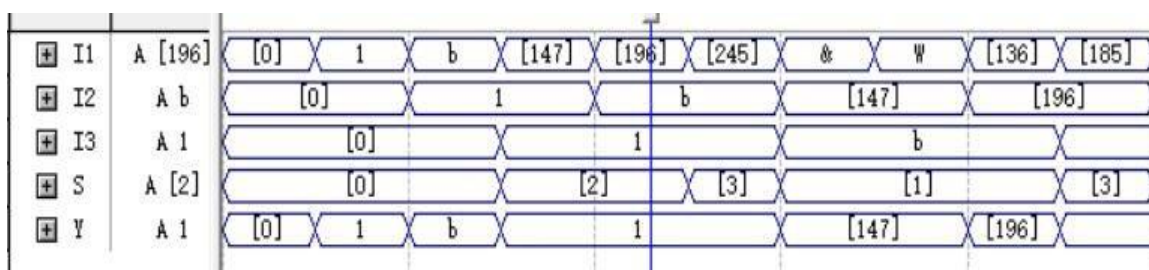 I1 A [196] [0] 1 b [147] [196] [245] & W [136] [185]
I2 A b [0] 1 b [147] [196]
I3 A 1 [0] 1 b
S A [2] [0] [2] [3] [1] [3]
Y A 1 [0] 1 b 1 [147] [196]